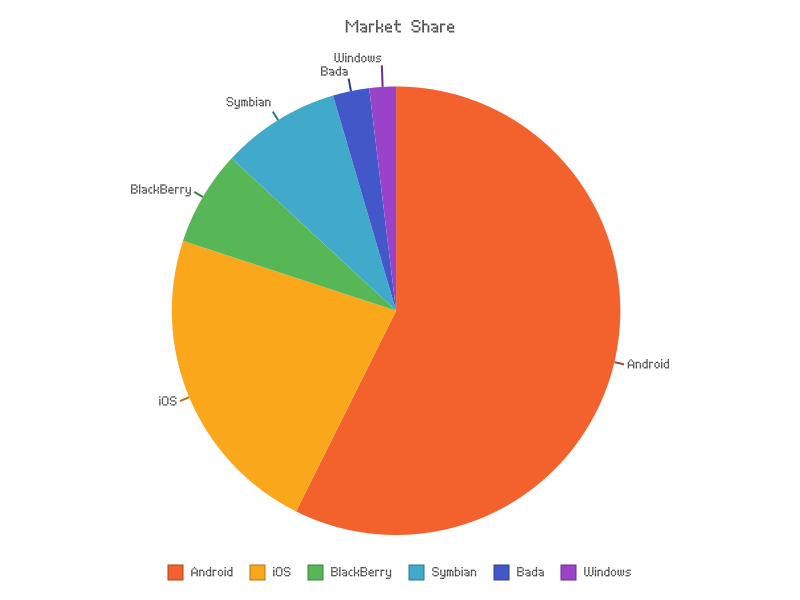 Market Share
Windows
Bada
Symbian
BlackBerry
Android
iOS
Android iOS BlackBerry Symbian Bada Windows